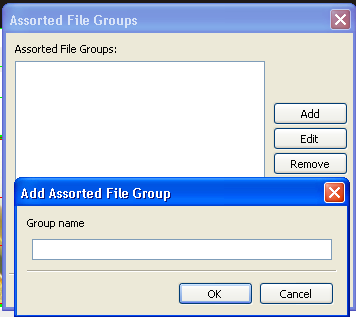 Assorted File Groups
Assorted File Groups:
Add
Edit
Remove
Add Assorted File Group
Group name
OK
Cancel